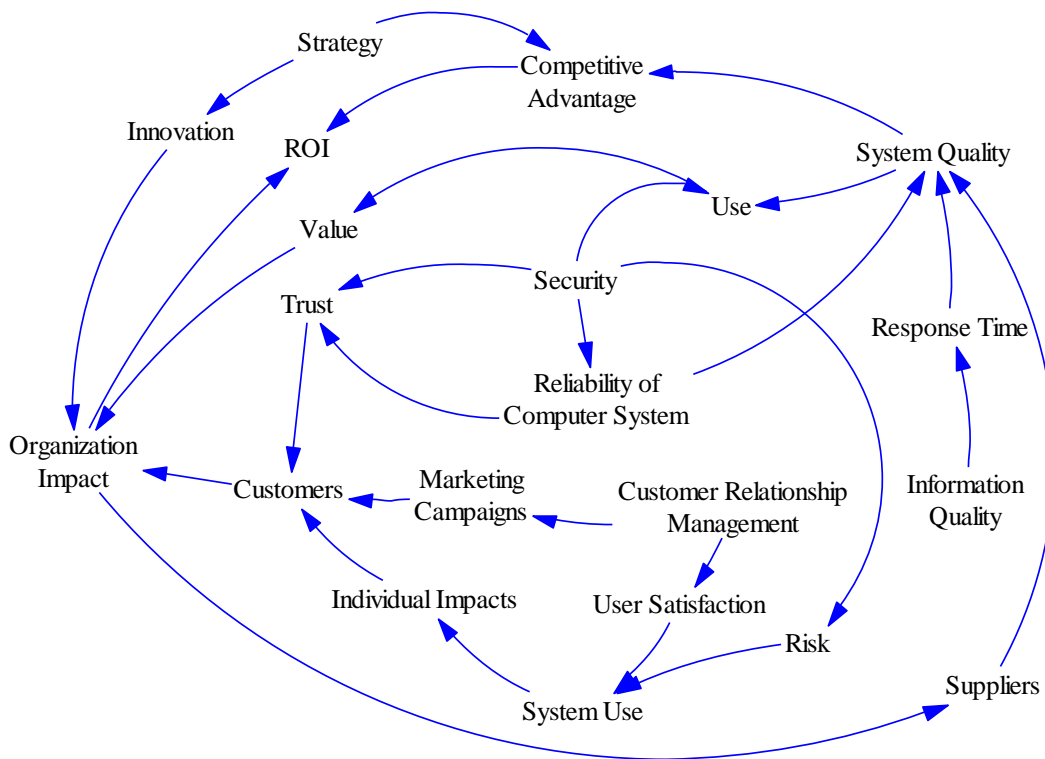 Strategy
Competitive
Advantage
Innovation
ROI
System Quality
Use
Value
Security
Trust
Response Time
Reliability of
Computer System
Organization
Impact
Customers
Marketing
Campaigns
Customer Relationship
Management
Information
Quality
Individual Impacts
User Satisfaction
Risk
Suppliers
System Use